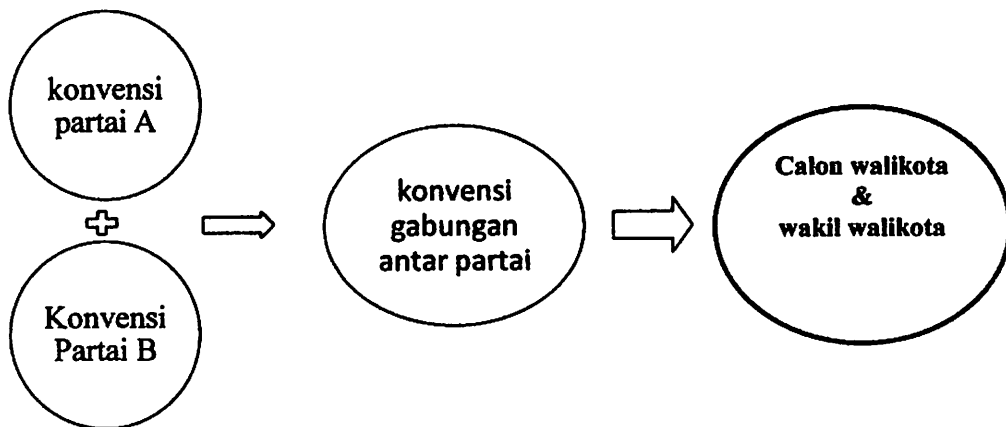 konvensi
partai A
Konvensi
Partai B
konvensi
gabungan
antar partai
Calon walikota
&
wakil walikota